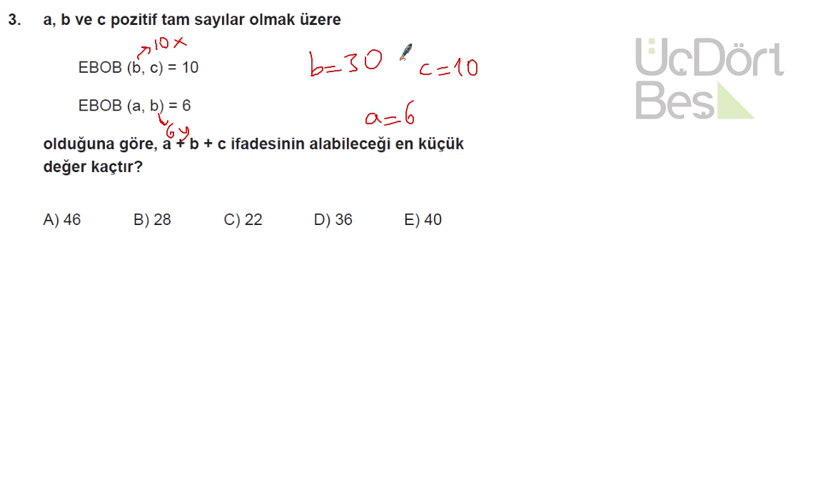 3. a, b ve c pozitif tam sayılar olmak üzere
10x
EBOB (b, c) = 10
b=30
c=10
EBOB (a, b) = 6
a=6
6y
olduğuna göre, a + b + c ifadesinin alabileceği en küçük
değer kaçtır?
A) 46 B) 28 C) 22 D) 36 E) 40
ÜçDört
Beş